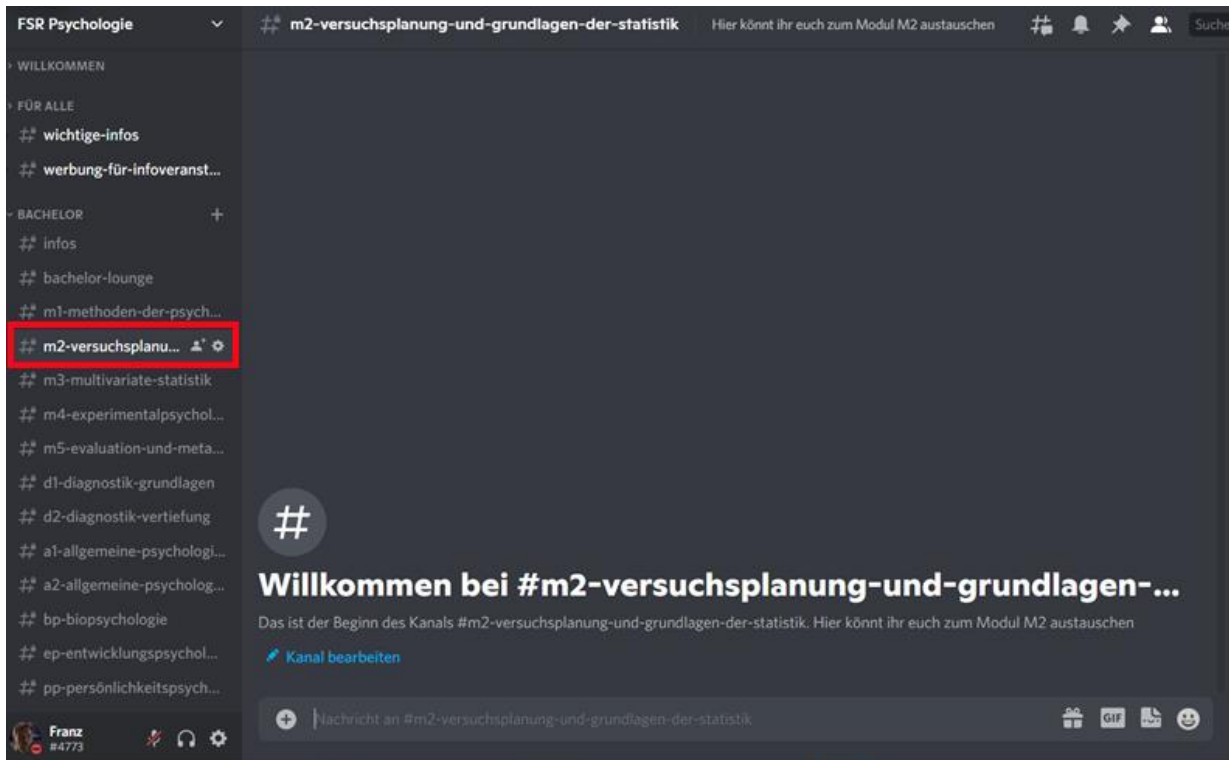 FSR Psychologie
WILLKOMMEN
FÜR ALLE
wichtige-infos
werbung-für-infoveranst...
BACHELOR
infos
bachelor-lounge
m1-methoden-der-psych...
m2-versuchsplanu...
m3-multivariate-statistik
m4-experimentalpsychol...
m5-evaluation-und-meta...
d1-diagnostik-grundlagen
d2-diagnostik-vertiefung
a1-allgemeine-psychologi...
a2-allgemeine-psycholog...
bp-biopsychologie
ep-entwicklungspsychol...
pp-persönlichkeitspsych...
Franz
#4773
m2-versuchsplanung-und-grundlagen-der-statistik Hier könnt ihr euch zum Modul M2 austauschen Suche
#
Willkommen bei #m2-versuchsplanung-und-grundlagen-...
Das ist der Beginn des Kanals #m2-versuchsplanung-und-grundlagen-der-statistik. Hier könnt ihr euch zum Modul M2 austauschen
Kanal bearbeiten
Nachricht an #m2-versuchsplanung-und-grundlagen-der-statistik
GIF